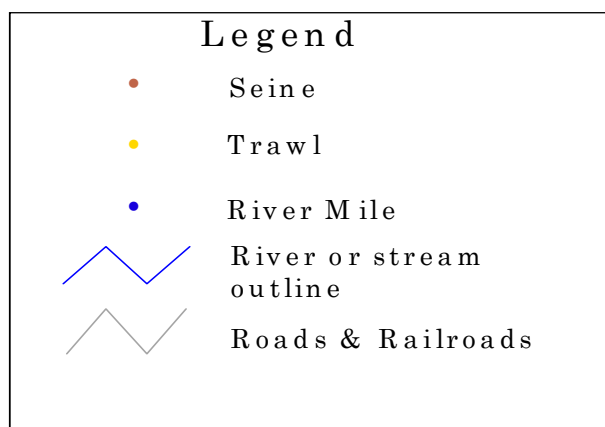 Legend
Seine
Trawl
River Mile
River or stream
outline
Roads & Railroads